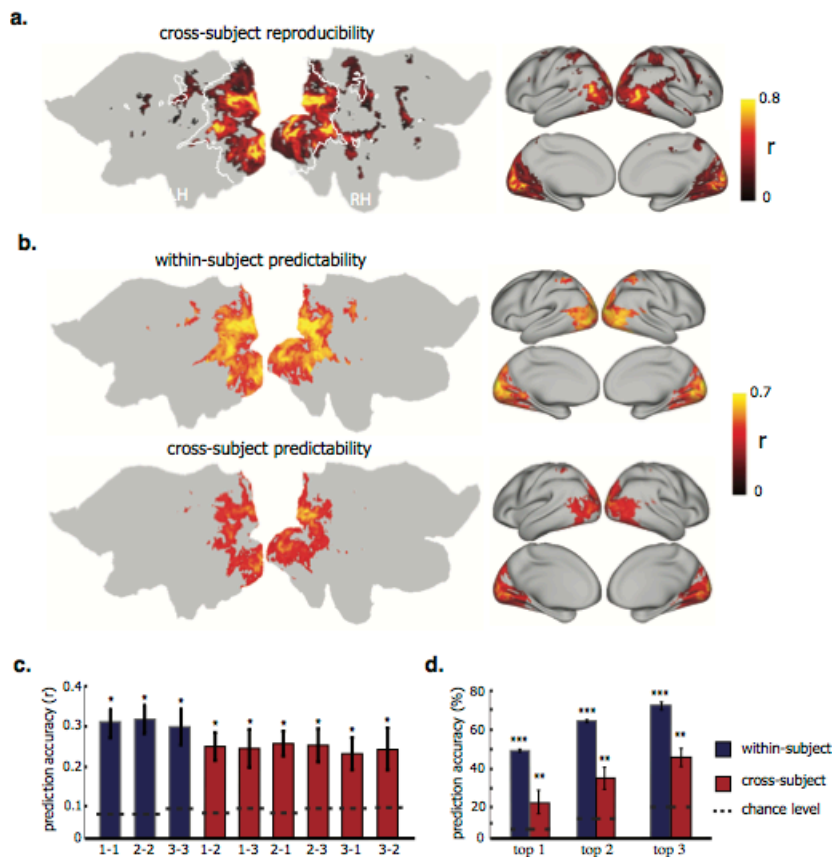 a.
cross-subject reproducibility
LH
RH
0.8
r
0
b.
within-subject predictability
cross-subject predictability
0.7
r
0
c.
prediction accuracy (r)
0.4
0.3
0.2
0.1
0
* * * * * * * * *
1-1 2-2 3-3 1-2 1-3 2-1 2-3 3-1 3-2
d.
prediction accuracy (%)
80
60
40
20
0
*** ** *** ** *** **
top 1 top 2 top 3
within-subject
cross-subject
chance level